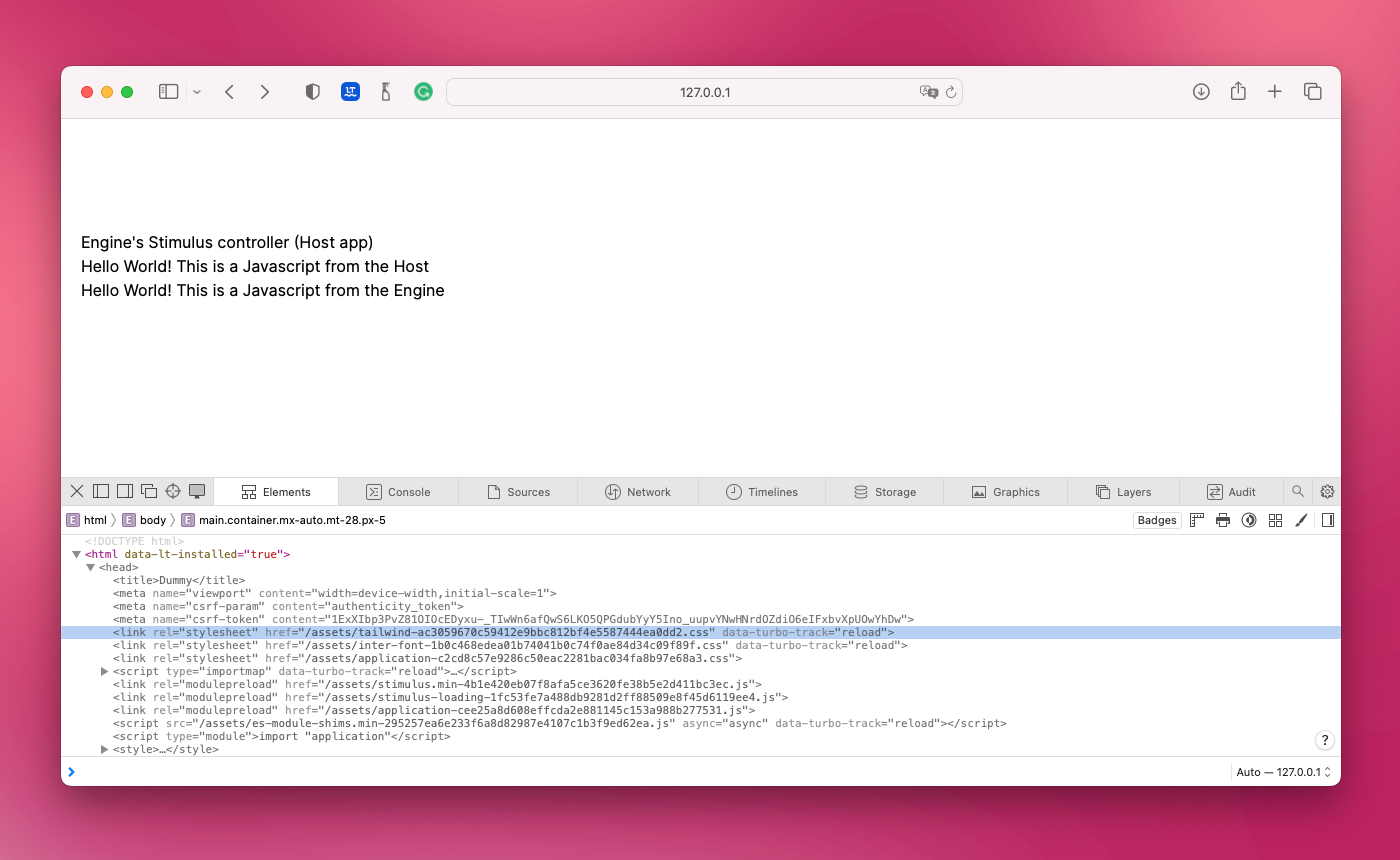 127.0.0.1
Engine's Stimulus controller (Host app)
Hello World! This is a Javascript from the Host
Hello World! This is a Javascript from the Engine
Elements Console Sources Network Timelines Storage Graphics Layers Audit
E html E body E main.container.mx-auto.mt-28.px-5 Badges
<!DOCTYPE html>
<html data-lt-installed="true">
<head>
<title>Dummy</title>
<meta name="viewport" content="width=device-width,initial-scale=1">
<meta name="csrf-param" content="authenticity_token">
<meta name="csrf-token" content="1ExXIbp3PvZ81OIOcEDyxu-_TIwWn6afQwS6LKO5QPGdubYyY5Ino_uupvYNwHNrdOZdiO6eIFxbvXpUOwYhDw">
<link rel="stylesheet" href="/assets/tailwind-ac3059670c59412e9bbc812bf4e5587444ea0dd2.css" data-turbo-track="reload">
<link rel="stylesheet" href="/assets/inter-font-1b0c468edea01b74041b0c74f0ae84d34c09f89f.css" data-turbo-track="reload">
<link rel="stylesheet" href="/assets/application-c2cd8c57e9286c50eac2281bac034fa8b97e68a3.css">
<script type="importmap" data-turbo-track="reload">…</script>
<link rel="modulepreload" href="/assets/stimulus.min-4b1e420eb07f8afa5ce3620fe38b5e2d411bc3ec.js">
<link rel="modulepreload" href="/assets/stimulus-loading-1fc53fe7a488db9281d2ff88509e8f45d6119ee4.js">
<link rel="modulepreload" href="/assets/application-cee25a8d608effcda2e881145c153a988b277531.js">
<script src="/assets/es-module-shims.min-295257ea6e233f6a8d82987e4107c1b3f9ed62ea.js" async="async" data-turbo-track="reload"></script>
<script type="module">import "application"</script>
<style>…</style>
?
Auto — 127.0.0.1